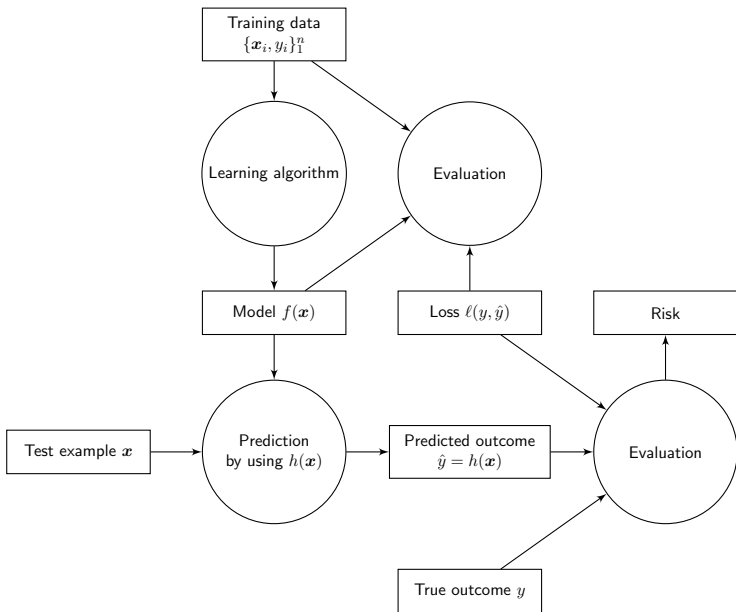 Training data
{𝒙ᵢ, yᵢ}₁ⁿ
Learning algorithm
Evaluation
Model f(𝒙)
Loss ℓ(y, ŷ)
Risk
Test example 𝒙
Prediction
by using h(𝒙)
Predicted outcome
ŷ = h(𝒙)
Evaluation
True outcome y